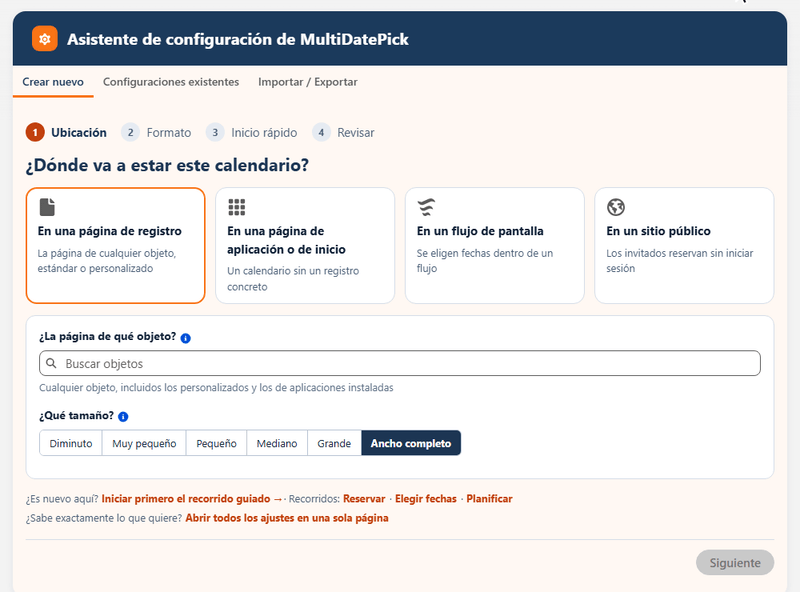 Asistente de configuración de MultiDatePick
Crear nuevo
Configuraciones existentes
Importar / Exportar
1 Ubicación
2 Formato
3 Inicio rápido
4 Revisar
¿Dónde va a estar este calendario?
En una página de registro
La página de cualquier objeto,
estándar o personalizado
En una página de
aplicación o de inicio
Un calendario sin un registro
concreto
En un flujo de pantalla
Se eligen fechas dentro de un
flujo
En un sitio público
Los invitados reservan sin iniciar
sesión
¿La página de qué objeto?
Buscar objetos
Cualquier objeto, incluidos los personalizados y los de aplicaciones instaladas
¿Qué tamaño?
Diminuto
Muy pequeño
Pequeño
Mediano
Grande
Ancho completo
¿Es nuevo aquí? Iniciar primero el recorrido guiado → · Recorridos: Reservar · Elegir fechas · Planificar
¿Sabe exactamente lo que quiere? Abrir todos los ajustes en una sola página
Siguiente